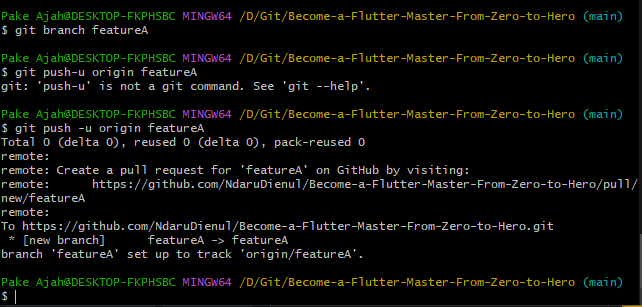 Pake Ajah@DESKTOP-FKPHSBC MINGW64 /D/Git/Become-a-Flutter-Master-From-Zero-to-Hero (main)
$ git branch featureA
Pake Ajah@DESKTOP-FKPHSBC MINGW64 /D/Git/Become-a-Flutter-Master-From-Zero-to-Hero (main)
$ git push-u origin featureA
git: 'push-u' is not a git command. See 'git --help'.
Pake Ajah@DESKTOP-FKPHSBC MINGW64 /D/Git/Become-a-Flutter-Master-From-Zero-to-Hero (main)
$ git push -u origin featureA
Total 0 (delta 0), reused 0 (delta 0), pack-reused 0
remote:
remote: Create a pull request for 'featureA' on GitHub by visiting:
remote:      https://github.com/NdaruDienul/Become-a-Flutter-Master-From-Zero-to-Hero/pull/
new/featureA
remote:
To https://github.com/NdaruDienul/Become-a-Flutter-Master-From-Zero-to-Hero.git
 * [new branch]      featureA -> featureA
branch 'featureA' set up to track 'origin/featureA'.
Pake Ajah@DESKTOP-FKPHSBC MINGW64 /D/Git/Become-a-Flutter-Master-From-Zero-to-Hero (main)
$